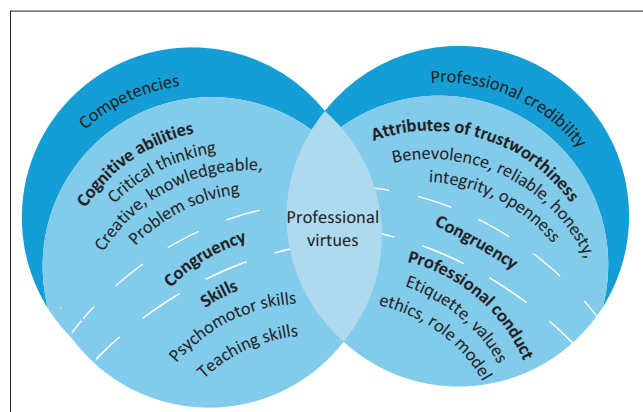 Competencies
Cognitive abilities
Critical thinking
Creative, knowledgeable,
Problem solving
Congruency
Skills
Psychomotor skills
Teaching skills
Professional
virtues
Professional credibility
Attributes of trustworthiness
Benevolence, reliable, honesty,
integrity, openness
Congruency
Professional conduct
Etiquette, values
ethics, role model